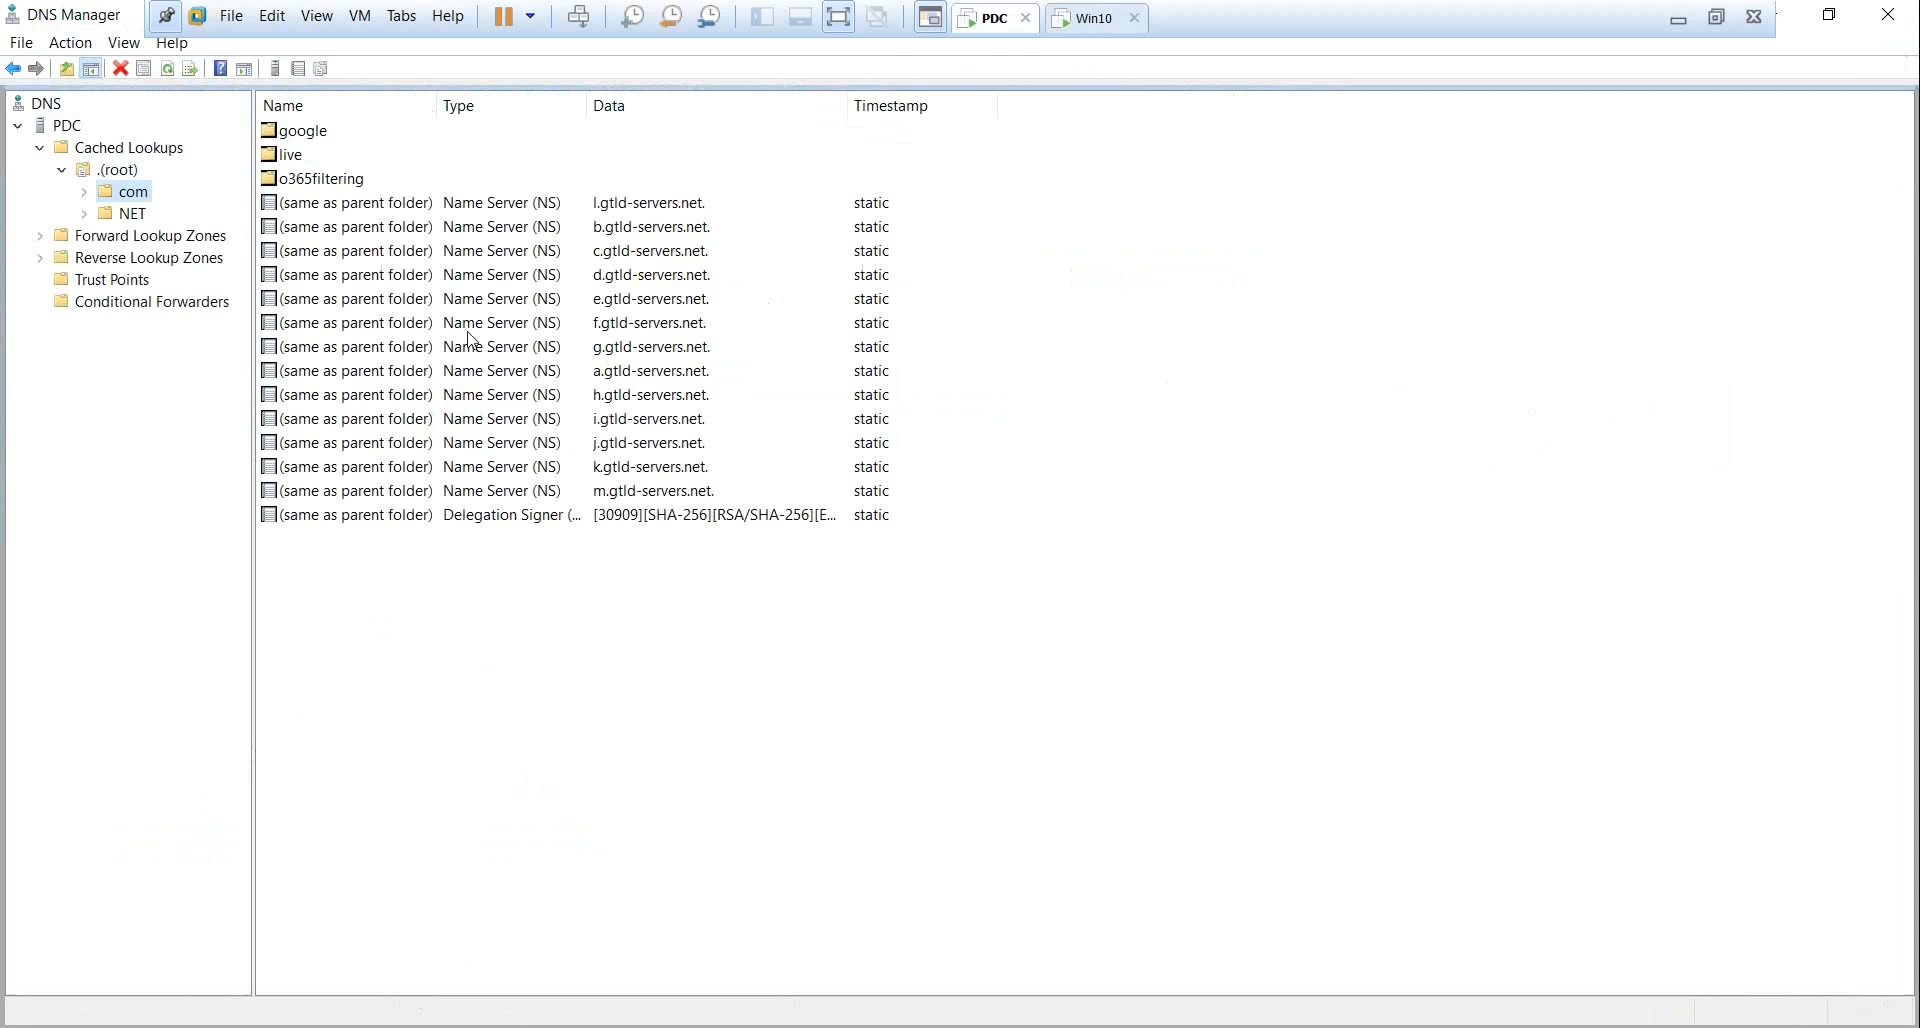 DNS Manager File Edit View VM Tabs Help PDC Win10
File Action View Help
DNS
PDC
Cached Lookups
.(root)
com
NET
Forward Lookup Zones
Reverse Lookup Zones
Trust Points
Conditional Forwarders
Name Type Data Timestamp
google
live
o365filtering
(same as parent folder) Name Server (NS) l.gtld-servers.net. static
(same as parent folder) Name Server (NS) b.gtld-servers.net. static
(same as parent folder) Name Server (NS) c.gtld-servers.net. static
(same as parent folder) Name Server (NS) d.gtld-servers.net. static
(same as parent folder) Name Server (NS) e.gtld-servers.net. static
(same as parent folder) Name Server (NS) f.gtld-servers.net. static
(same as parent folder) Name Server (NS) g.gtld-servers.net. static
(same as parent folder) Name Server (NS) a.gtld-servers.net. static
(same as parent folder) Name Server (NS) h.gtld-servers.net. static
(same as parent folder) Name Server (NS) i.gtld-servers.net. static
(same as parent folder) Name Server (NS) j.gtld-servers.net. static
(same as parent folder) Name Server (NS) k.gtld-servers.net. static
(same as parent folder) Name Server (NS) m.gtld-servers.net. static
(same as parent folder) Delegation Signer (... [30909][SHA-256][RSA/SHA-256][E... static